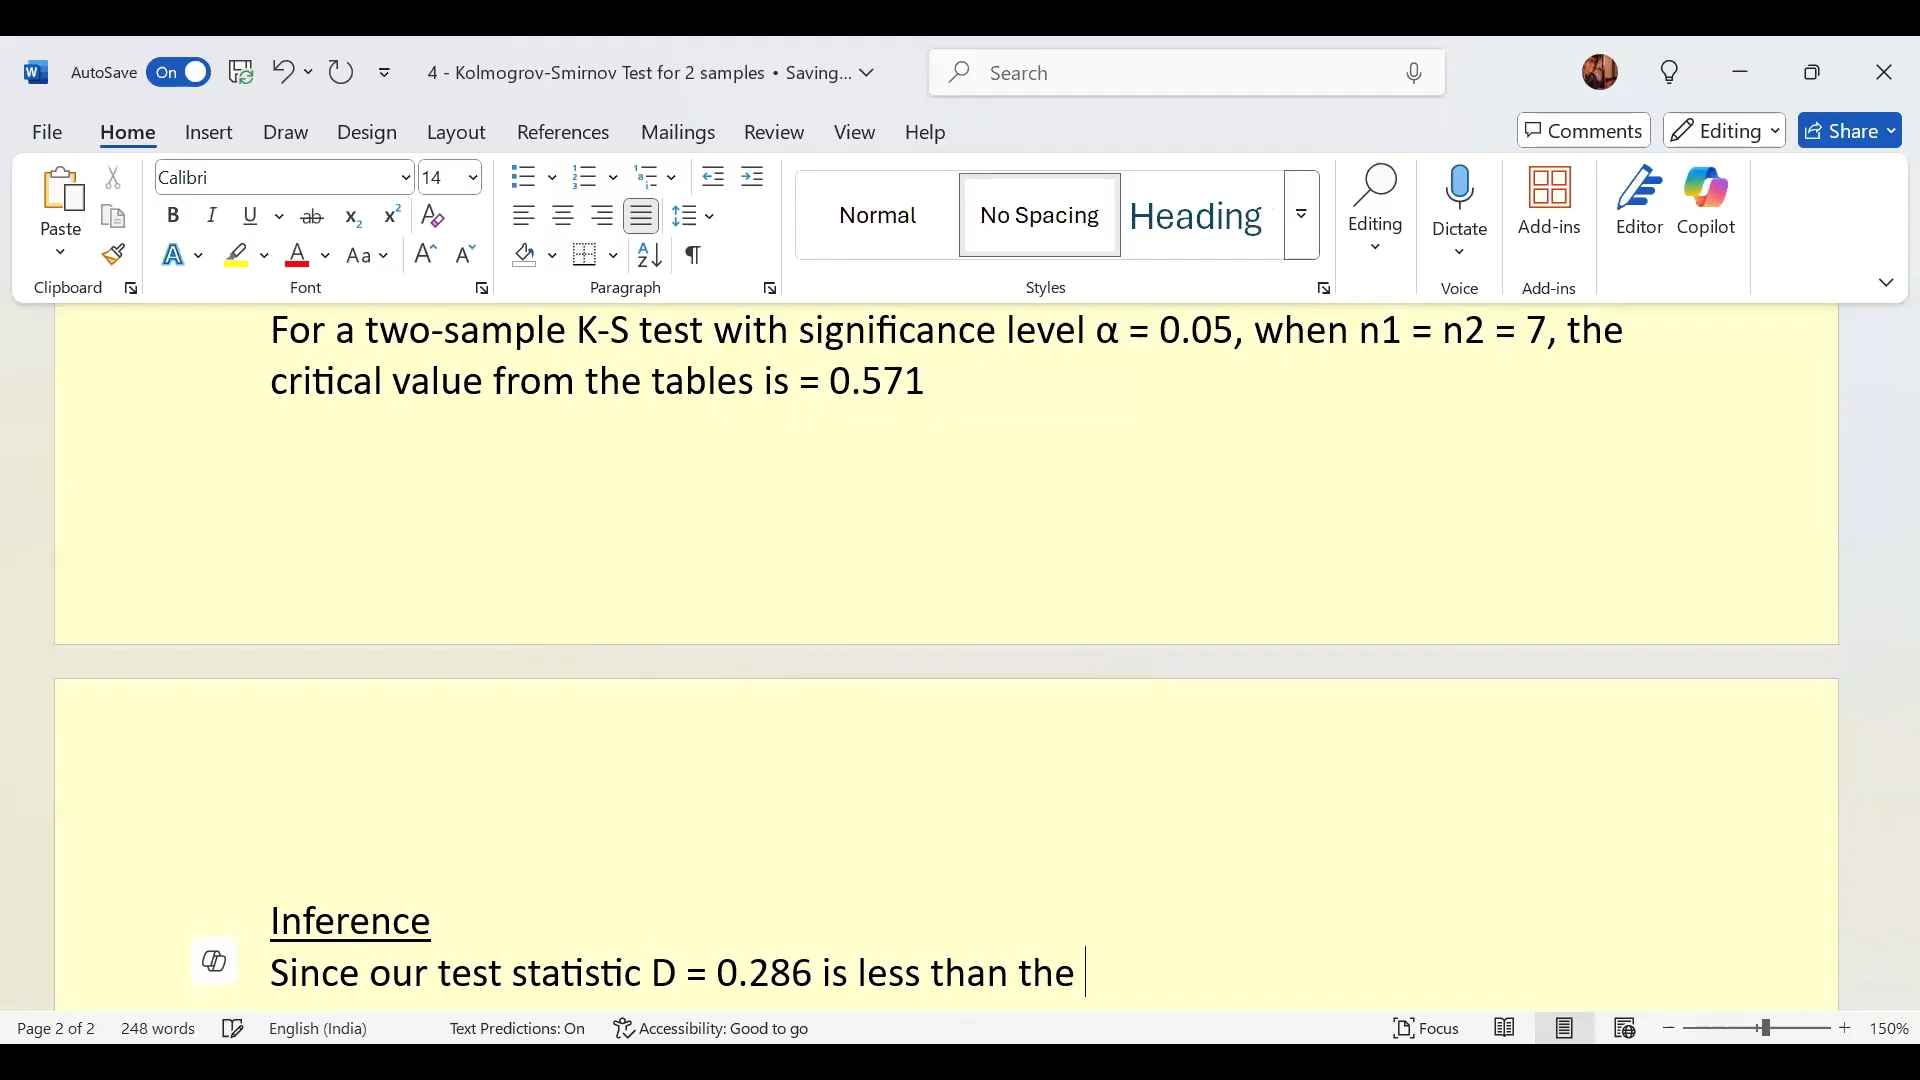 AutoSave On 4 - Kolmogrov-Smirnov Test for 2 samples • Saving... Search
File Home Insert Draw Design Layout References Mailings Review View Help Comments Editing Share
Paste
Clipboard
Calibri 14
B I U ab x₂ x² A
A A Aa A A
Font
Paragraph
Normal No Spacing Heading
Styles
Editing
Dictate
Voice
Add-ins
Add-ins
Editor Copilot
For a two-sample K-S test with significance level α = 0.05, when n1 = n2 = 7, the
critical value from the tables is = 0.571
Inference
Since our test statistic D = 0.286 is less than the
Page 2 of 2 248 words English (India) Text Predictions: On Accessibility: Good to go Focus 150%